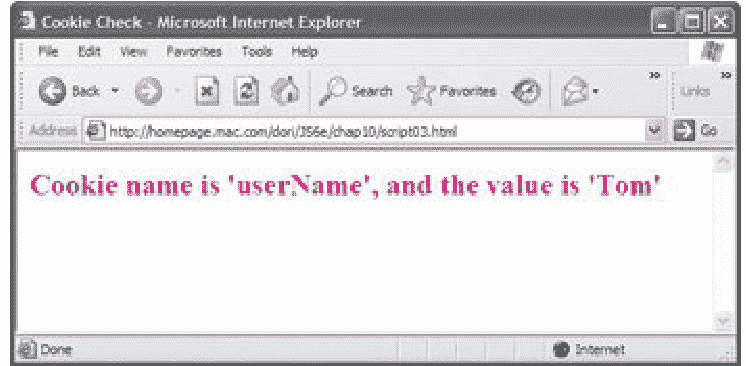 Cookie Check - Microsoft Internet Explorer
File Edit View Favorites Tools Help
Back Search Favorites » Links »
Address http://homepage.mac.com/dori/JS6e/chap10/script03.html Go
Cookie name is 'userName', and the value is 'Tom'
Done Internet